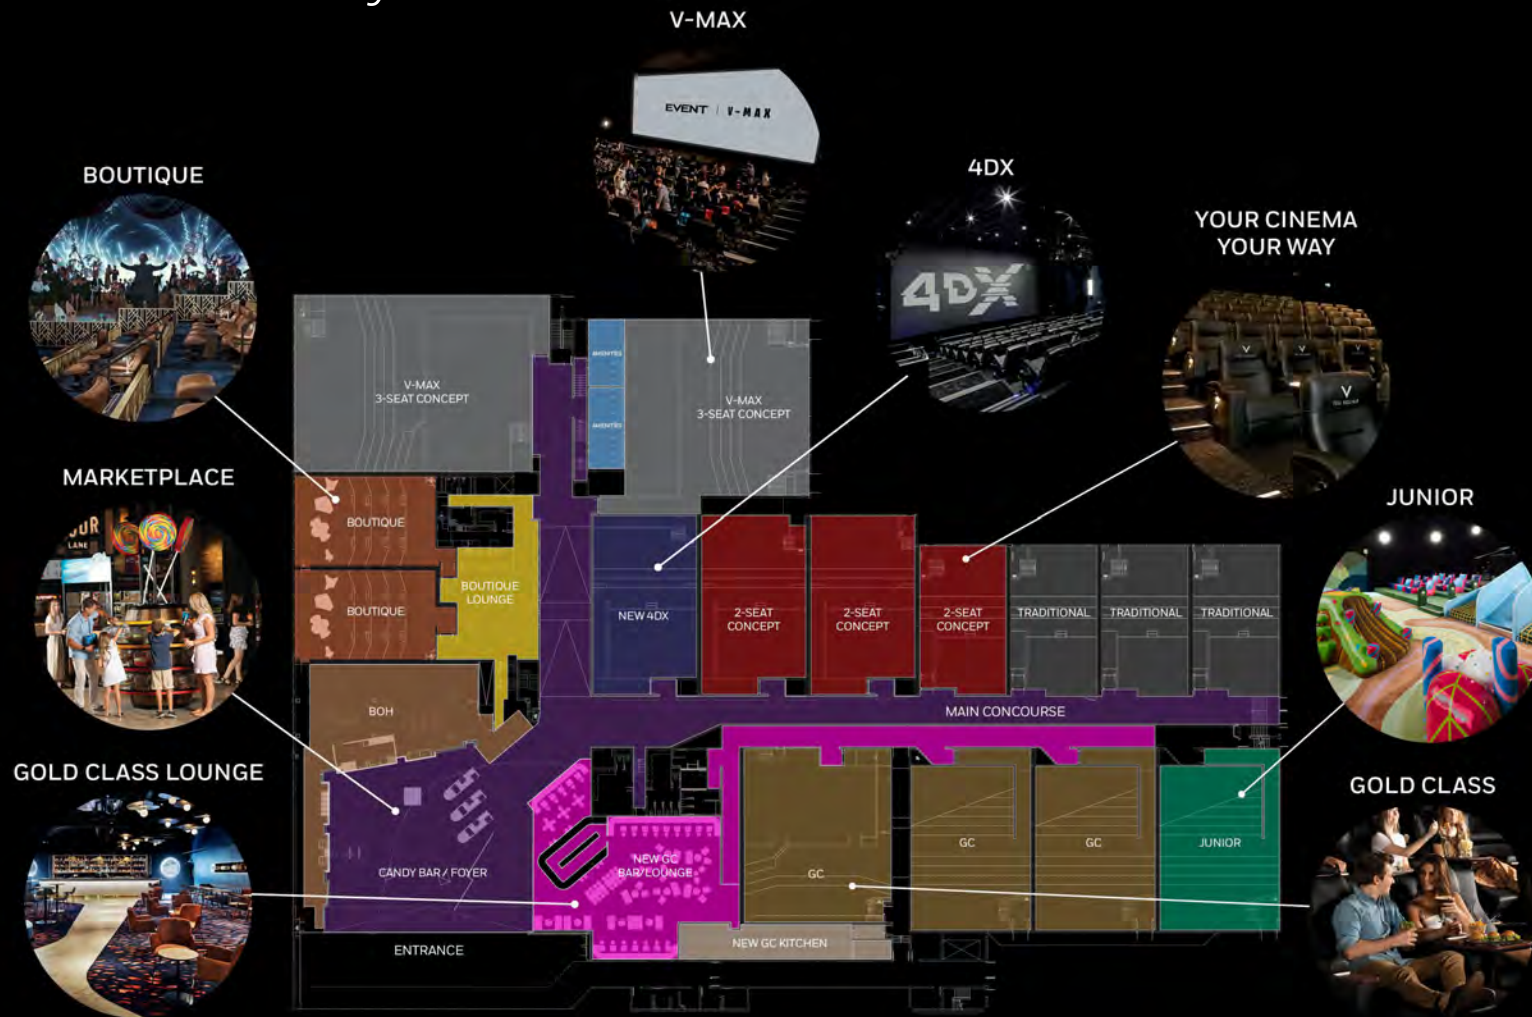 V-MAX
EVENT | V-MAX
BOUTIQUE
4DX
4DX
YOUR CINEMA
YOUR WAY
V
V
V
MARKETPLACE
LANE
JUNIOR
GOLD CLASS LOUNGE
GOLD CLASS
V-MAX
3-SEAT CONCEPT
AMENITIES
AMENITIES
V-MAX
3-SEAT CONCEPT
BOUTIQUE
BOUTIQUE
BOUTIQUE
LOUNGE
NEW 4DX
2-SEAT
CONCEPT
2-SEAT
CONCEPT
2-SEAT
CONCEPT
TRADITIONAL
TRADITIONAL
TRADITIONAL
BOH
MAIN CONCOURSE
CANDY BAR / FOYER
NEW GC
BAR/LOUNGE
GC
GC
GC
JUNIOR
NEW GC KITCHEN
ENTRANCE